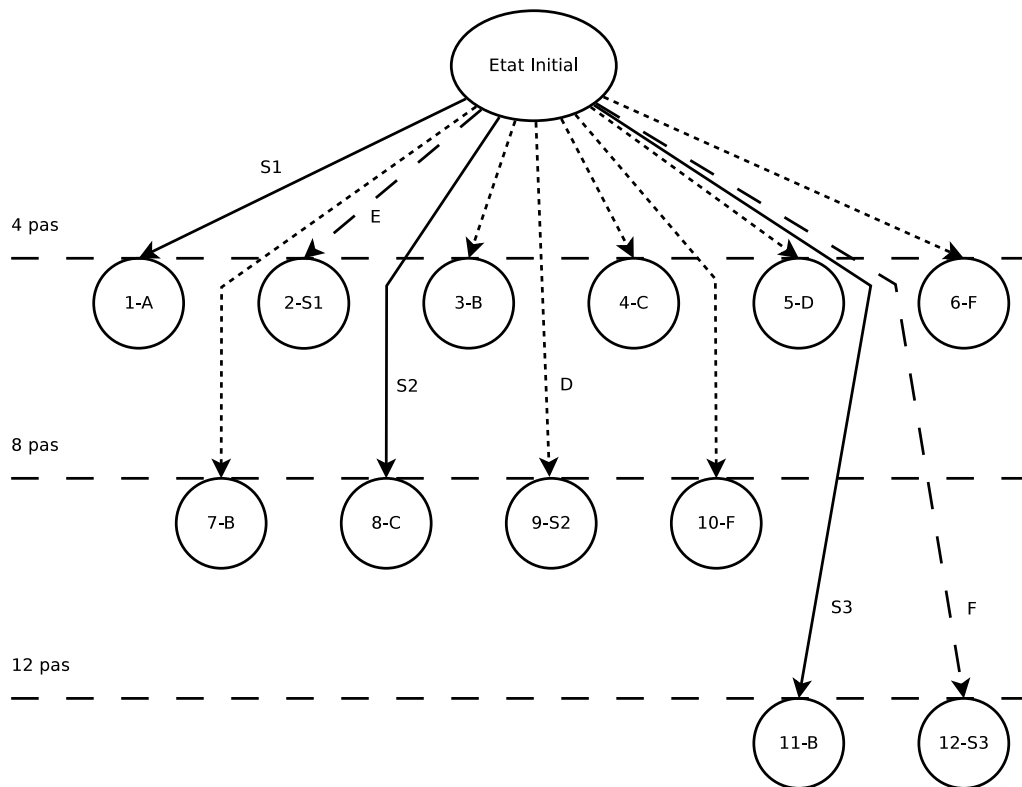 Etat Initial
S1
E
4 pas
1-A
2-S1
3-B
4-C
5-D
6-F
S2
D
8 pas
7-B
8-C
9-S2
10-F
S3
F
12 pas
11-B
12-S3